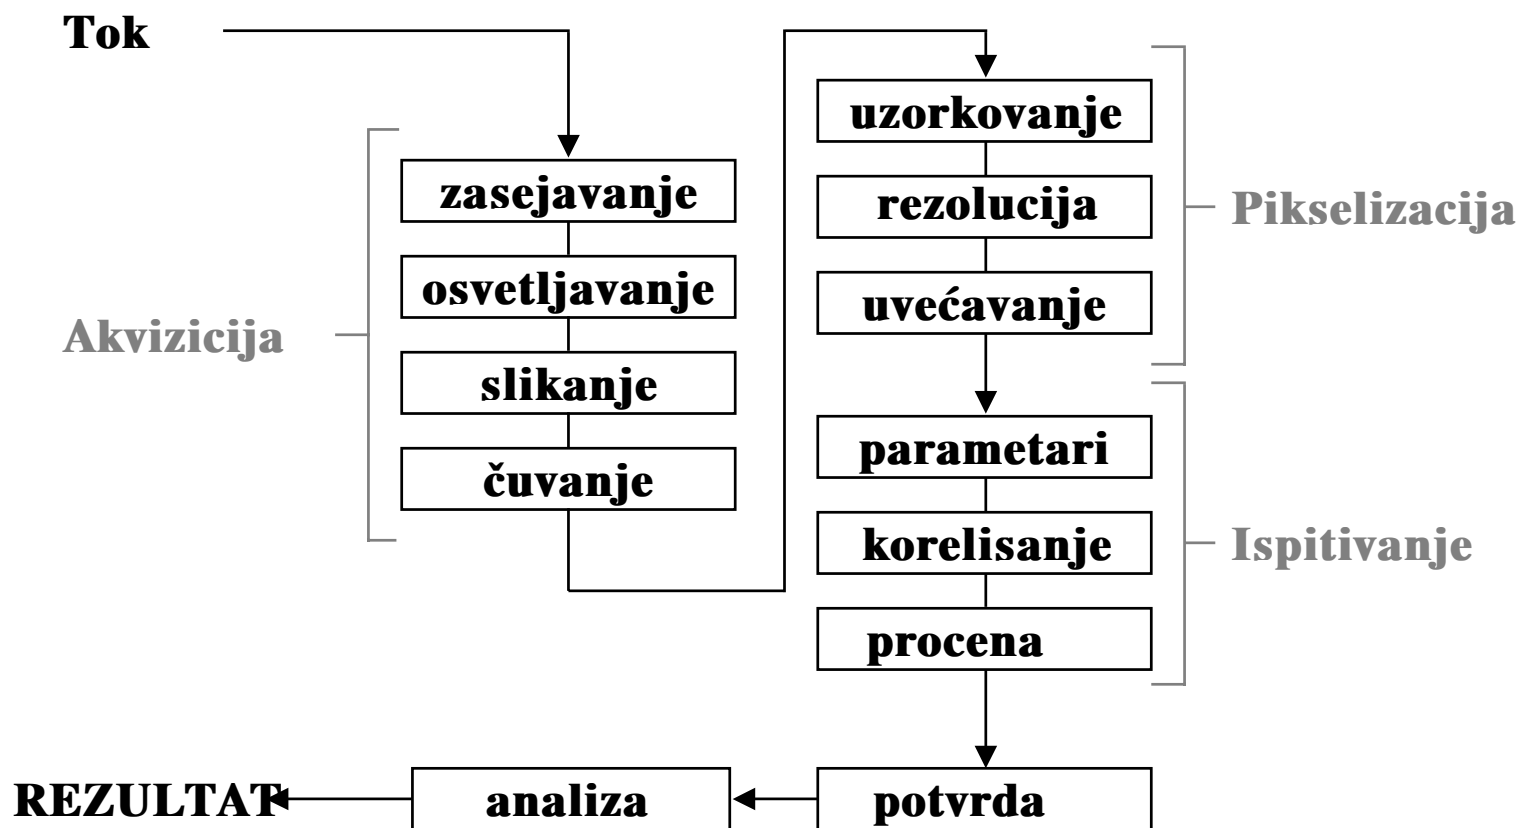 Tok
Akvizicija
zasejavanje
osvetljavanje
slikanje
čuvanje
uzorkovanje
rezolucija
uvećavanje
Pikselizacija
parametari
korelisanje
procena
Ispitivanje
potvrda
analiza
REZULTAT